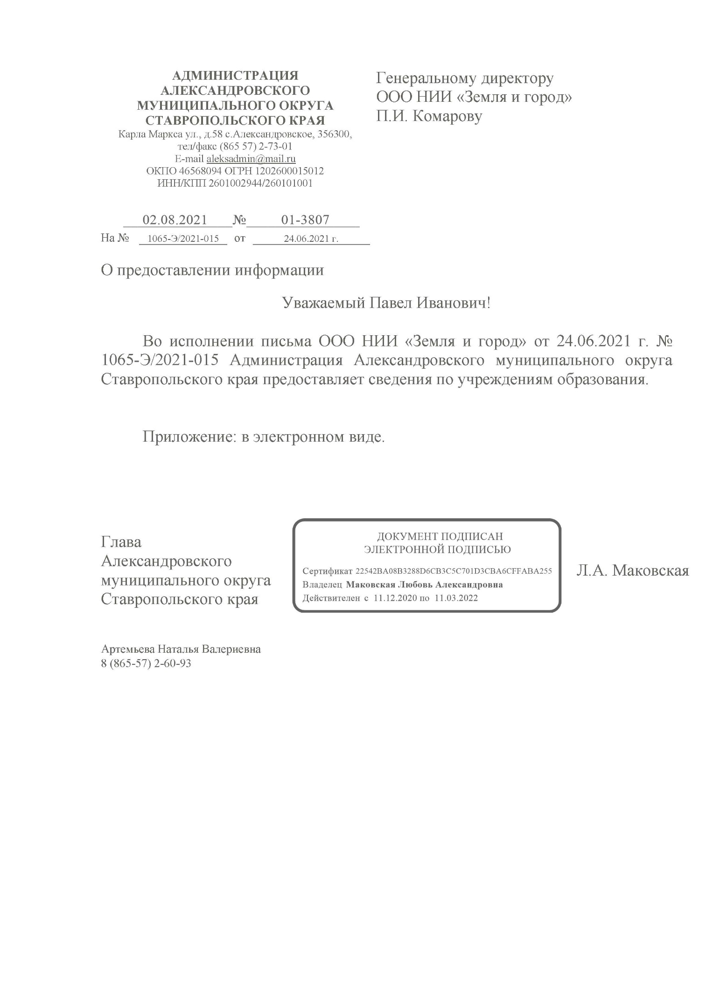 АДМИНИСТРАЦИЯ
АЛЕКСАНДРОВСКОГО
МУНИЦИПАЛЬНОГО ОКРУГА
СТАВРОПОЛЬСКОГО КРАЯ
Карла Маркса ул., д.58 с.Александровское, 356300,
тел/факс (865 57) 2-73-01
E-mail aleksadmin@mail.ru
ОКПО 46568094 ОГРН 1202600015012
ИНН/КПП 2601002944/260101001
02.08.2021 № 01-3807
На № 1065-Э/2021-015 от 24.06.2021 г.
Генеральному директору
ООО НИИ «Земля и город»
П.И. Комарову
О предоставлении информации
Уважаемый Павел Иванович!
Во исполнении письма ООО НИИ «Земля и город» от 24.06.2021 г. №
1065-Э/2021-015 Администрация Александровского муниципального округа
Ставропольского края предоставляет сведения по учреждениям образования.
Приложение: в электронном виде.
Глава
Александровского
муниципального округа
Ставропольского края
ДОКУМЕНТ ПОДПИСАН
ЭЛЕКТРОННОЙ ПОДПИСЬЮ
Сертификат 22542BA08B3288D6CB3C5C701D3CBA6CFFABA255
Владелец Маковская Любовь Александровна
Действителен с 11.12.2020 по 11.03.2022
Л.А. Маковская
Артемьева Наталья Валериевна
8 (865-57) 2-60-93